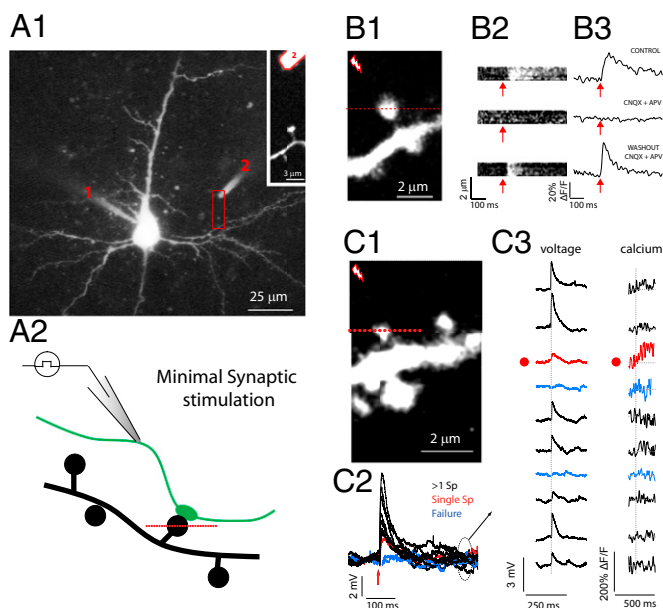 A1
2
3 μm
1
2
25 μm
A2
Minimal Synaptic
stimulation
B1
2 μm
B2
2 μm
100 ms
B3
CONTROL
CNQX + APV
WASHOUT
CNQX + APV
20%
ΔF/F
100 ms
C1
2 μm
C2
>1 Sp
Single Sp
Failure
2 mV
100 ms
C3
voltage
calcium
3 mV
250 ms
200% ΔF/F
500 ms